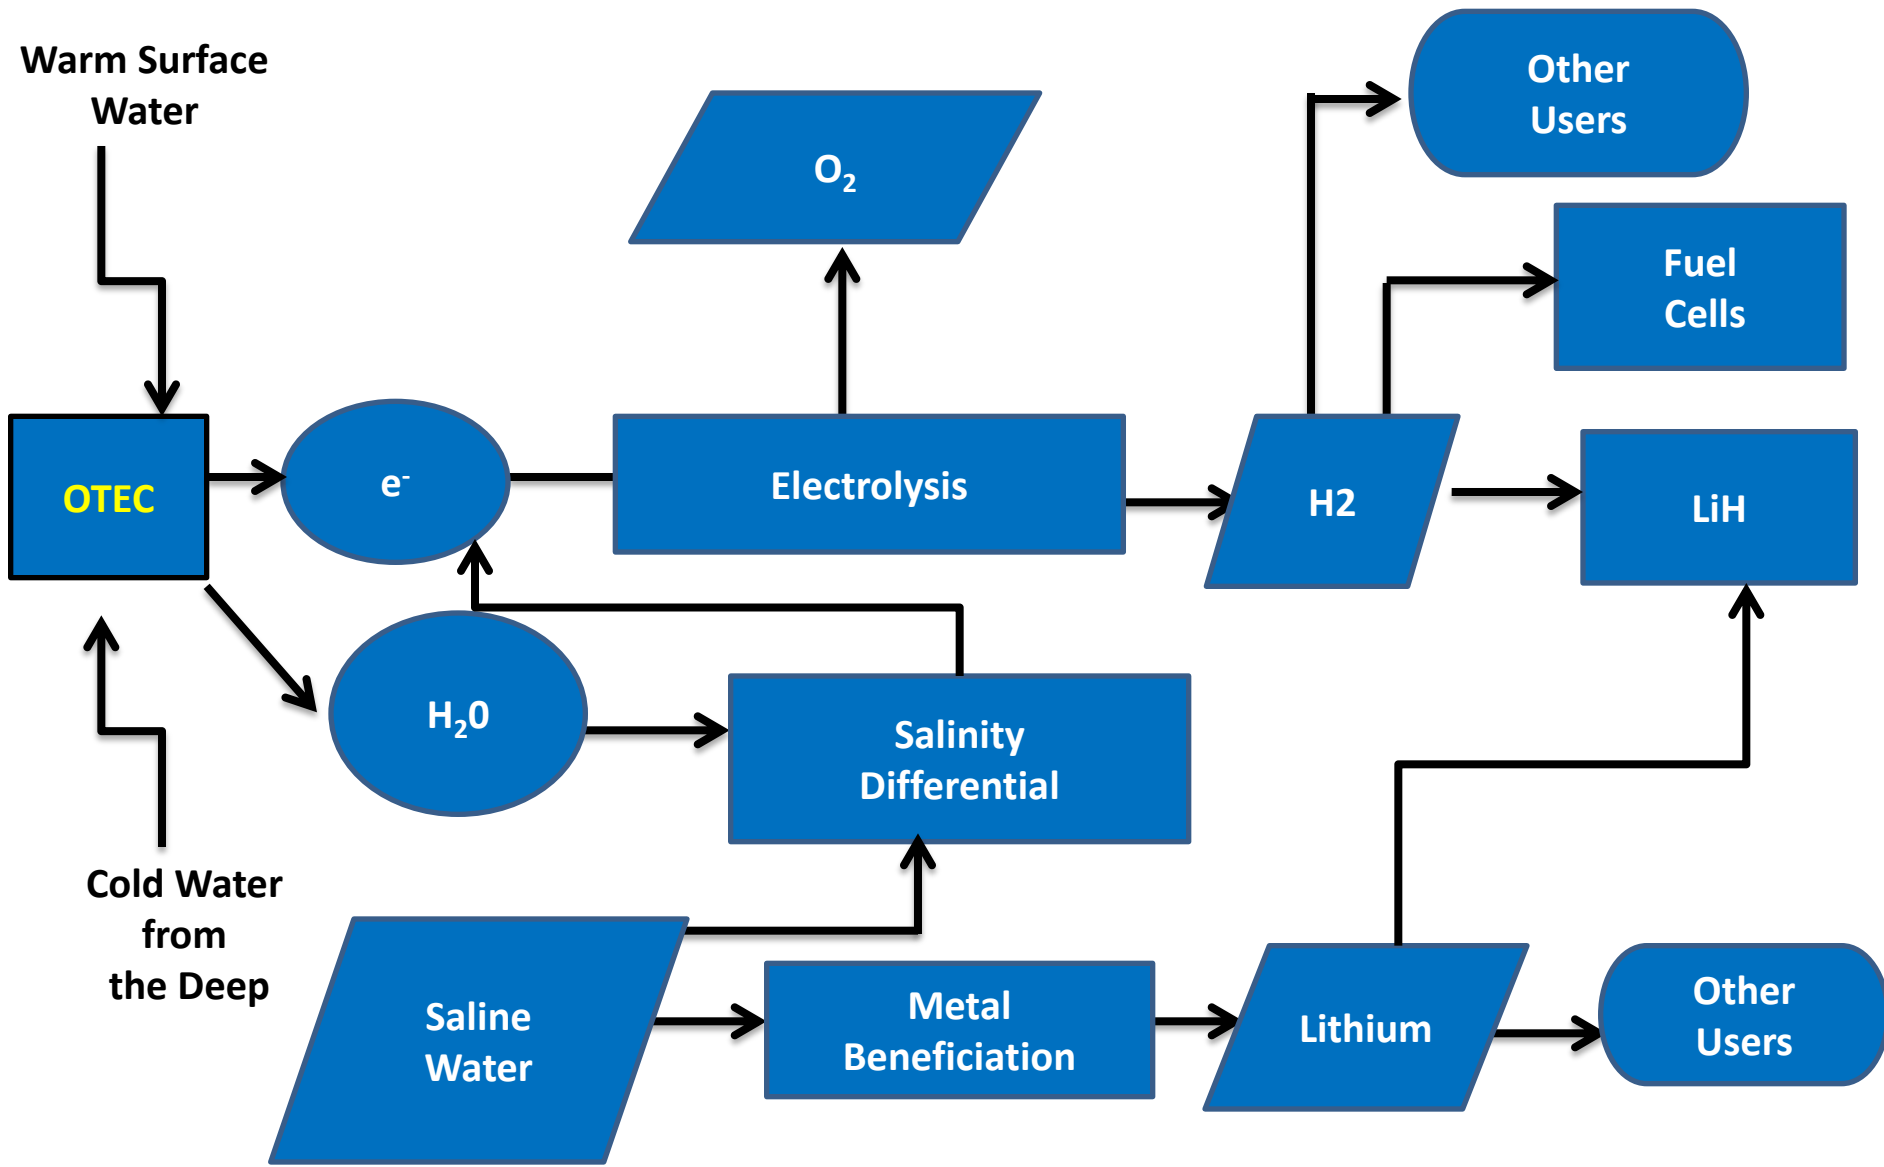 Warm Surface
Water
Other
Users
O₂
Fuel
Cells
OTEC
e⁻
Electrolysis
H2
LiH
H₂0
Salinity
Differential
Cold Water
from
the Deep
Saline
Water
Metal
Beneficiation
Lithium
Other
Users